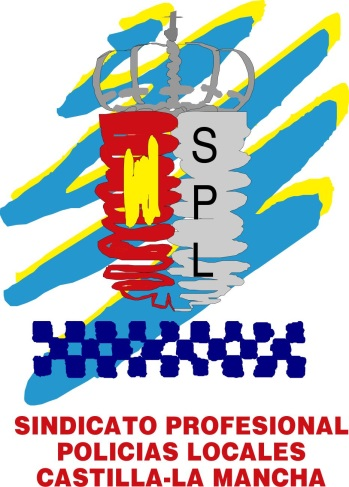 S
P
L
SINDICATO PROFESIONAL
POLICIAS LOCALES
CASTILLA-LA MANCHA